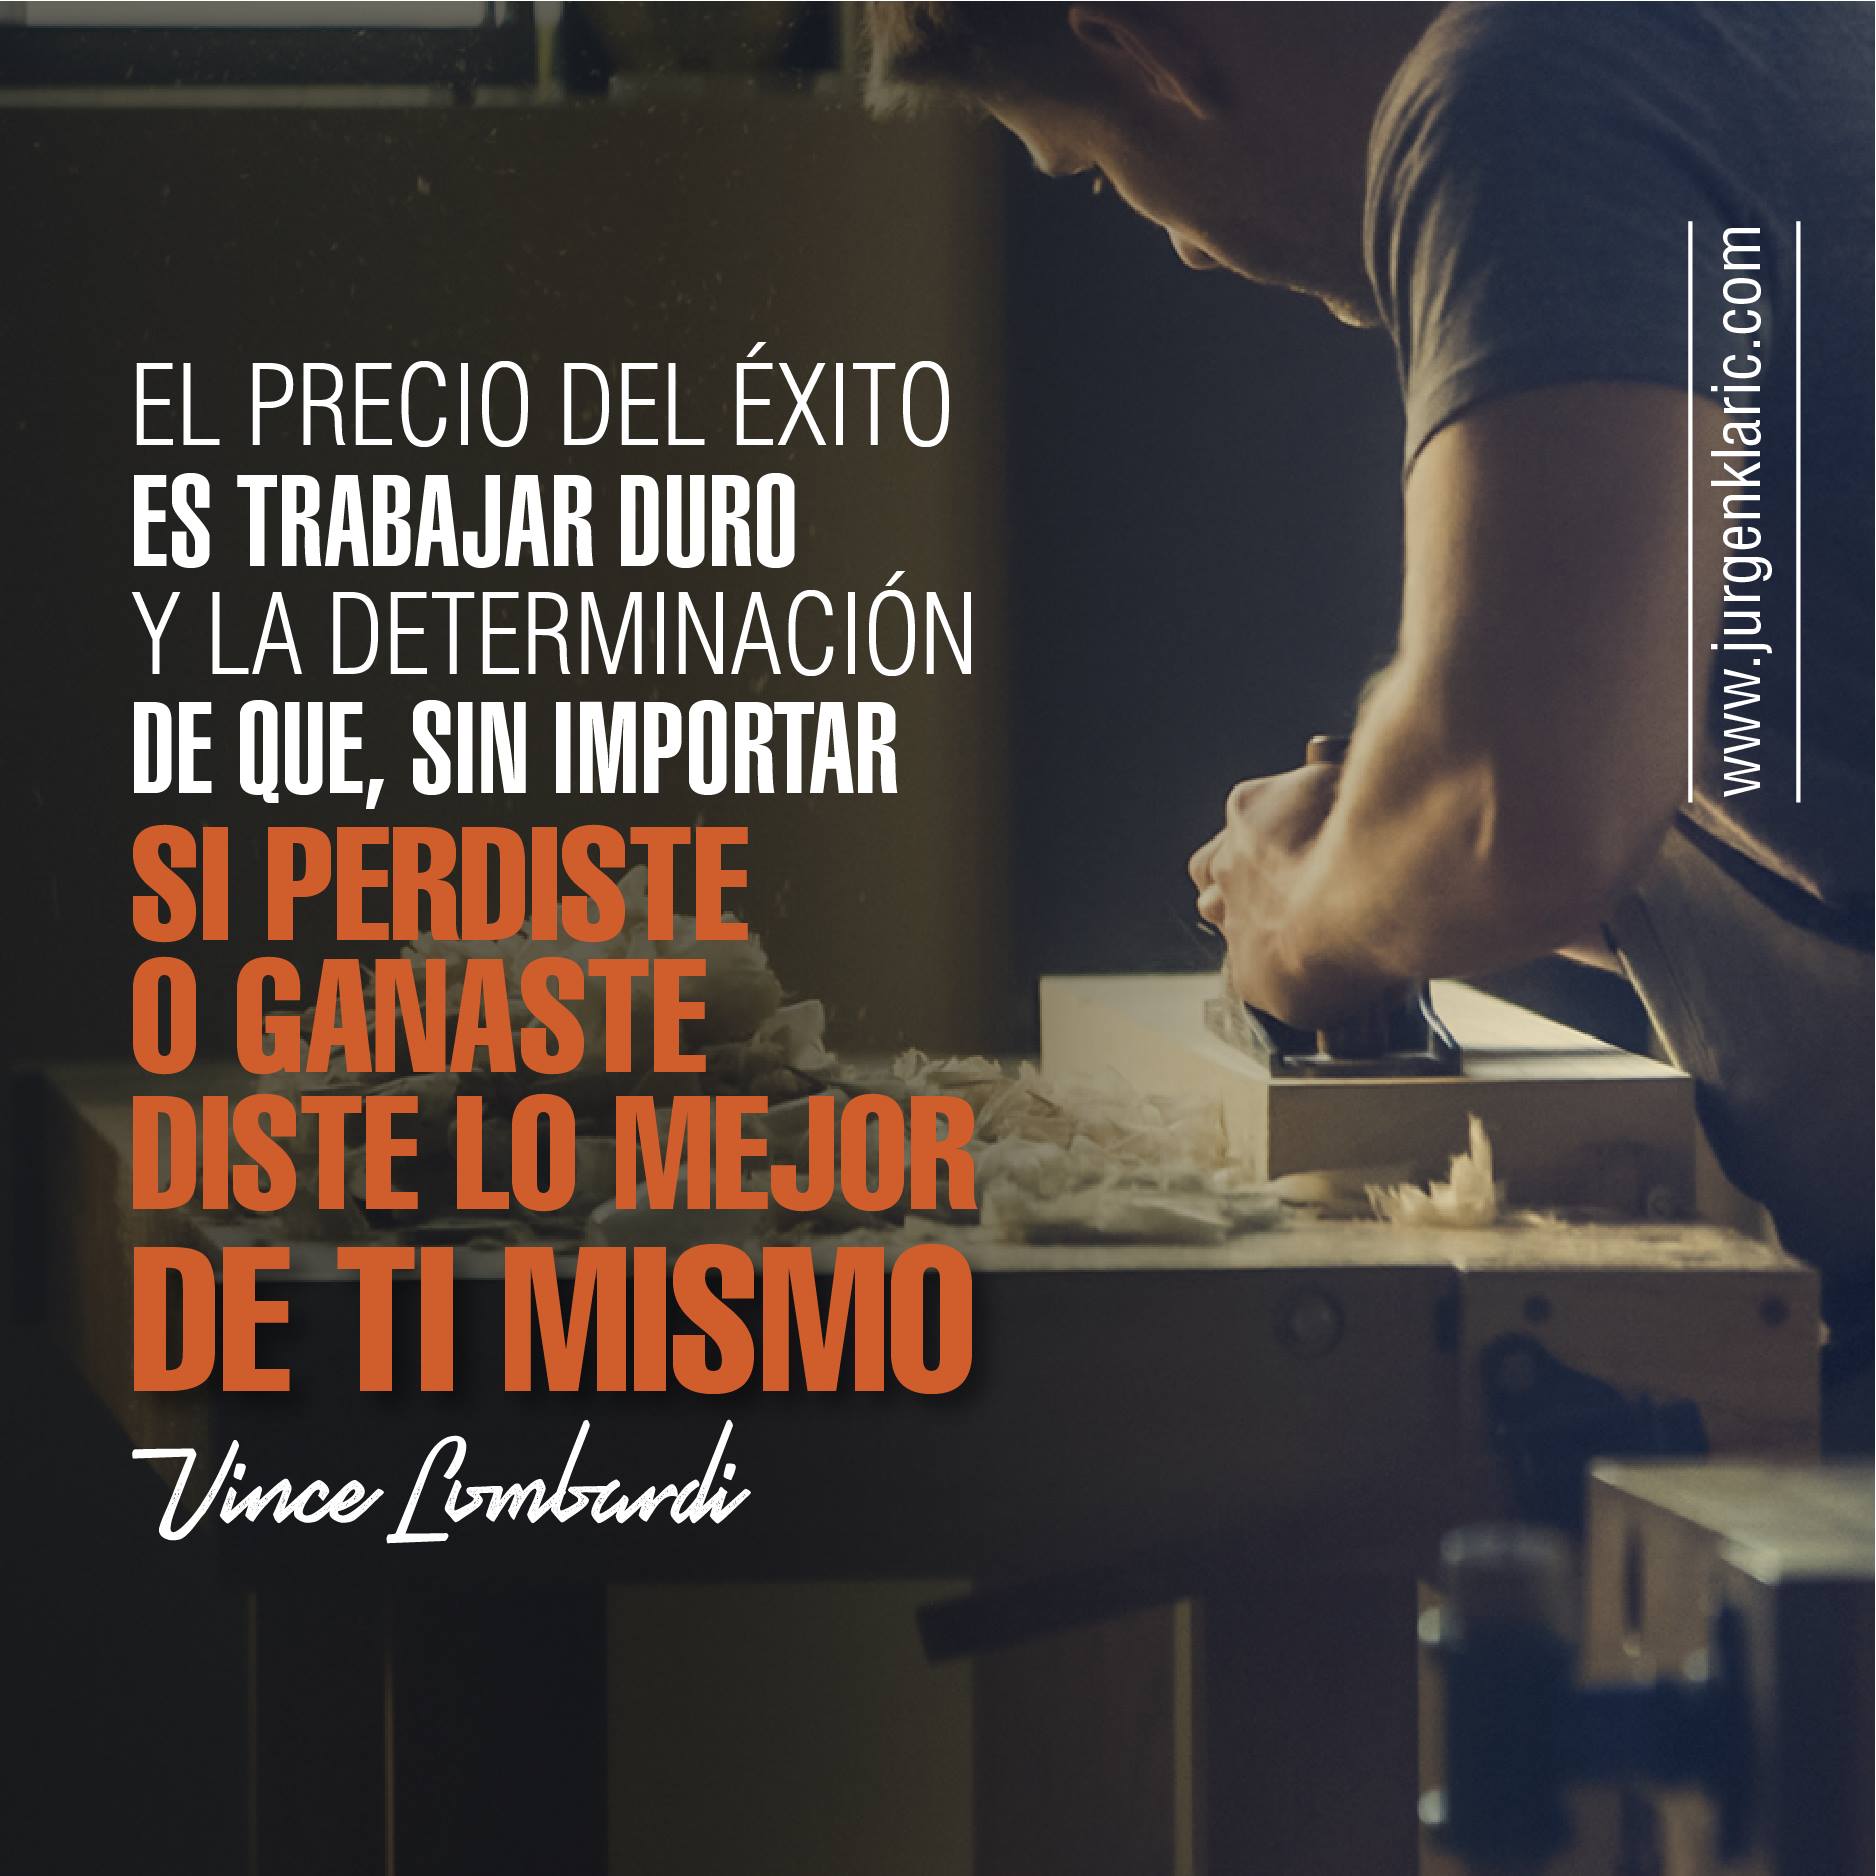 EL PRECIO DEL ÉXITO
ES TRABAJAR DURO
Y LA DETERMINACIÓN
DE QUE, SIN IMPORTAR
SI PERDISTE
O GANASTE
DISTE LO MEJOR
DE TI MISMO
Vince Lombardi
www.jurgenklaric.com